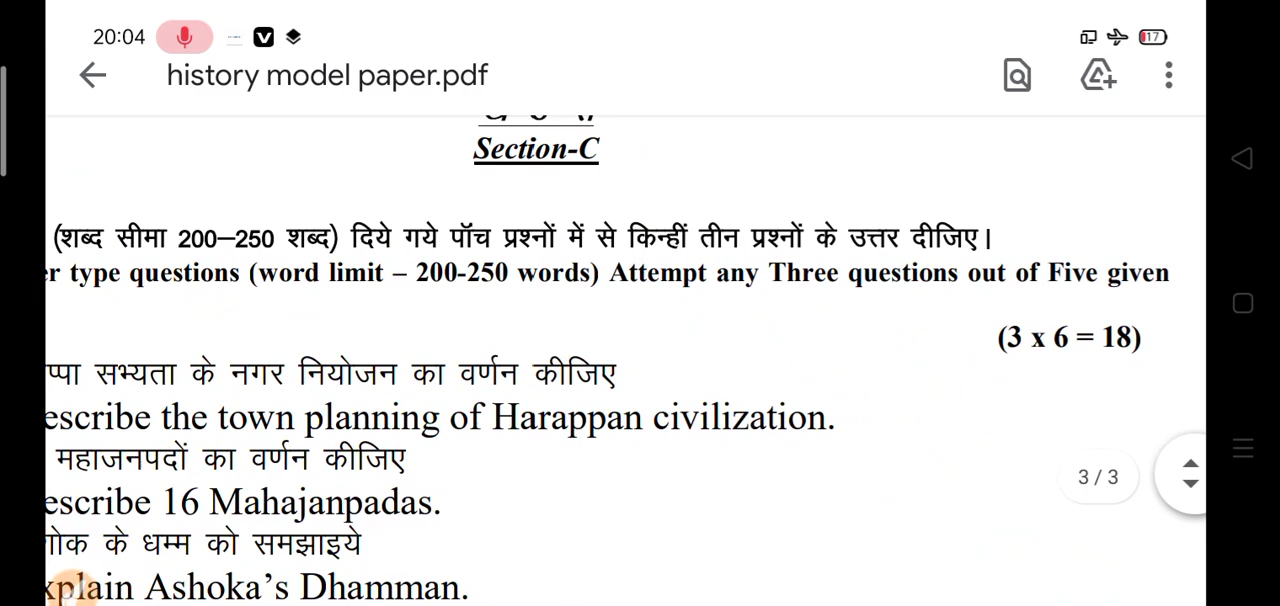 20:04
17
history model paper.pdf
Section-C
(शब्द सीमा 200–250 शब्द) दिये गये पॉच प्रश्नों में से किन्हीं तीन प्रश्नों के उत्तर दीजिए।
er type questions (word limit – 200-250 words) Attempt any Three questions out of Five given
(3 x 6 = 18)
प्पा सभ्यता के नगर नियोजन का वर्णन कीजिए
escribe the town planning of Harappan civilization.
महाजनपदों का वर्णन कीजिए
3 / 3
escribe 16 Mahajanpadas.
शोक के धम्म को समझाइये
xplain Ashoka's Dhamman.